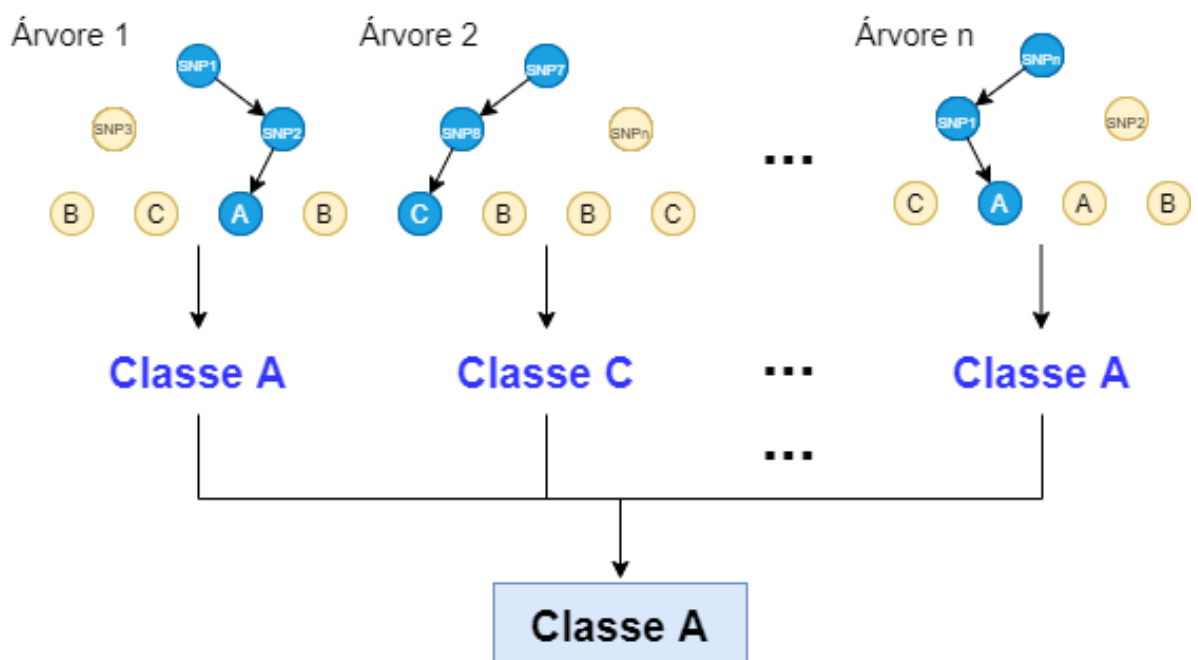 Árvore 1
Árvore 2
Árvore n
SNP1
SNP7
SNPn
SNP3
SNP2
SNP8
SNPn
SNP1
SNP2
...
B
C
A
B
C
B
B
C
C
A
A
B
Classe A
Classe C
...
Classe A
...
Classe A